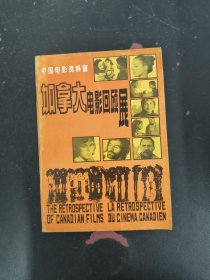 中国电影资料馆
加拿大电影回顾展
THE RETROSPECTIVE LA RETROSPECTIVE
OF CANADIAN FILMS DU CINEMA CANADIEN